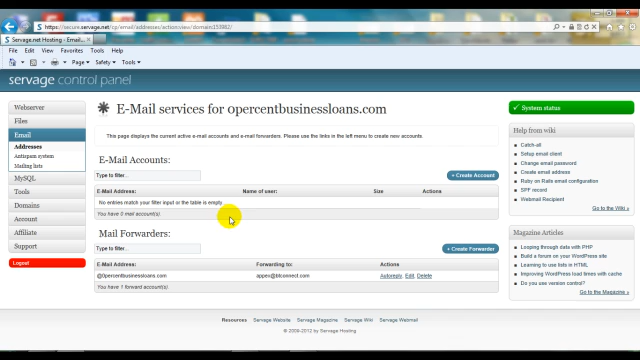 https://secure.servage.net/cp/email/addresses/action/view/domain153982/
Servage.net Hosting - Email...
File Edit View Favorites Tools Help
Page Safety Tools
servage control panel
Webserver
Files
Email
Addresses
Antispam system
Mailing lists
MySQL
Tools
Domains
Account
Affiliate
Support
Logout
E-Mail services for 0percentbusinessloans.com
This page displays the current active e-mail accounts and e-mail forwarders. Please use the links in the left menu to create new accounts.
E-Mail Accounts:
Type to filter...
+ Create Account
E-Mail Address: Name of user: Size Actions
No entries match your filter input or the table is empty.
You have 0 mail account(s).
Mail Forwarders:
Type to filter...
+ Create Forwarder
E-Mail Address: Forwarding to: Actions
@0percentbusinessloans.com appes@btconnect.com Autoreply Edit Delete
You have 1 forward account(s).
System status
Help from wiki
Catch-all
Setup email client
Change email password
Create email address
Ruby on Rails email configuration
SPF record
Webmail Recipient
Go to the Wiki »
Magazine Articles
Looping through data with PHP
Build a forum on your website
Learning to use lists in HTML
Improving WordPress load times with cache
Do you use version control?
Go to the Magazine »
Resources Servage Website Servage Magazine Servage Wiki Servage Webmail
© 2009-2012 by Servage Hosting